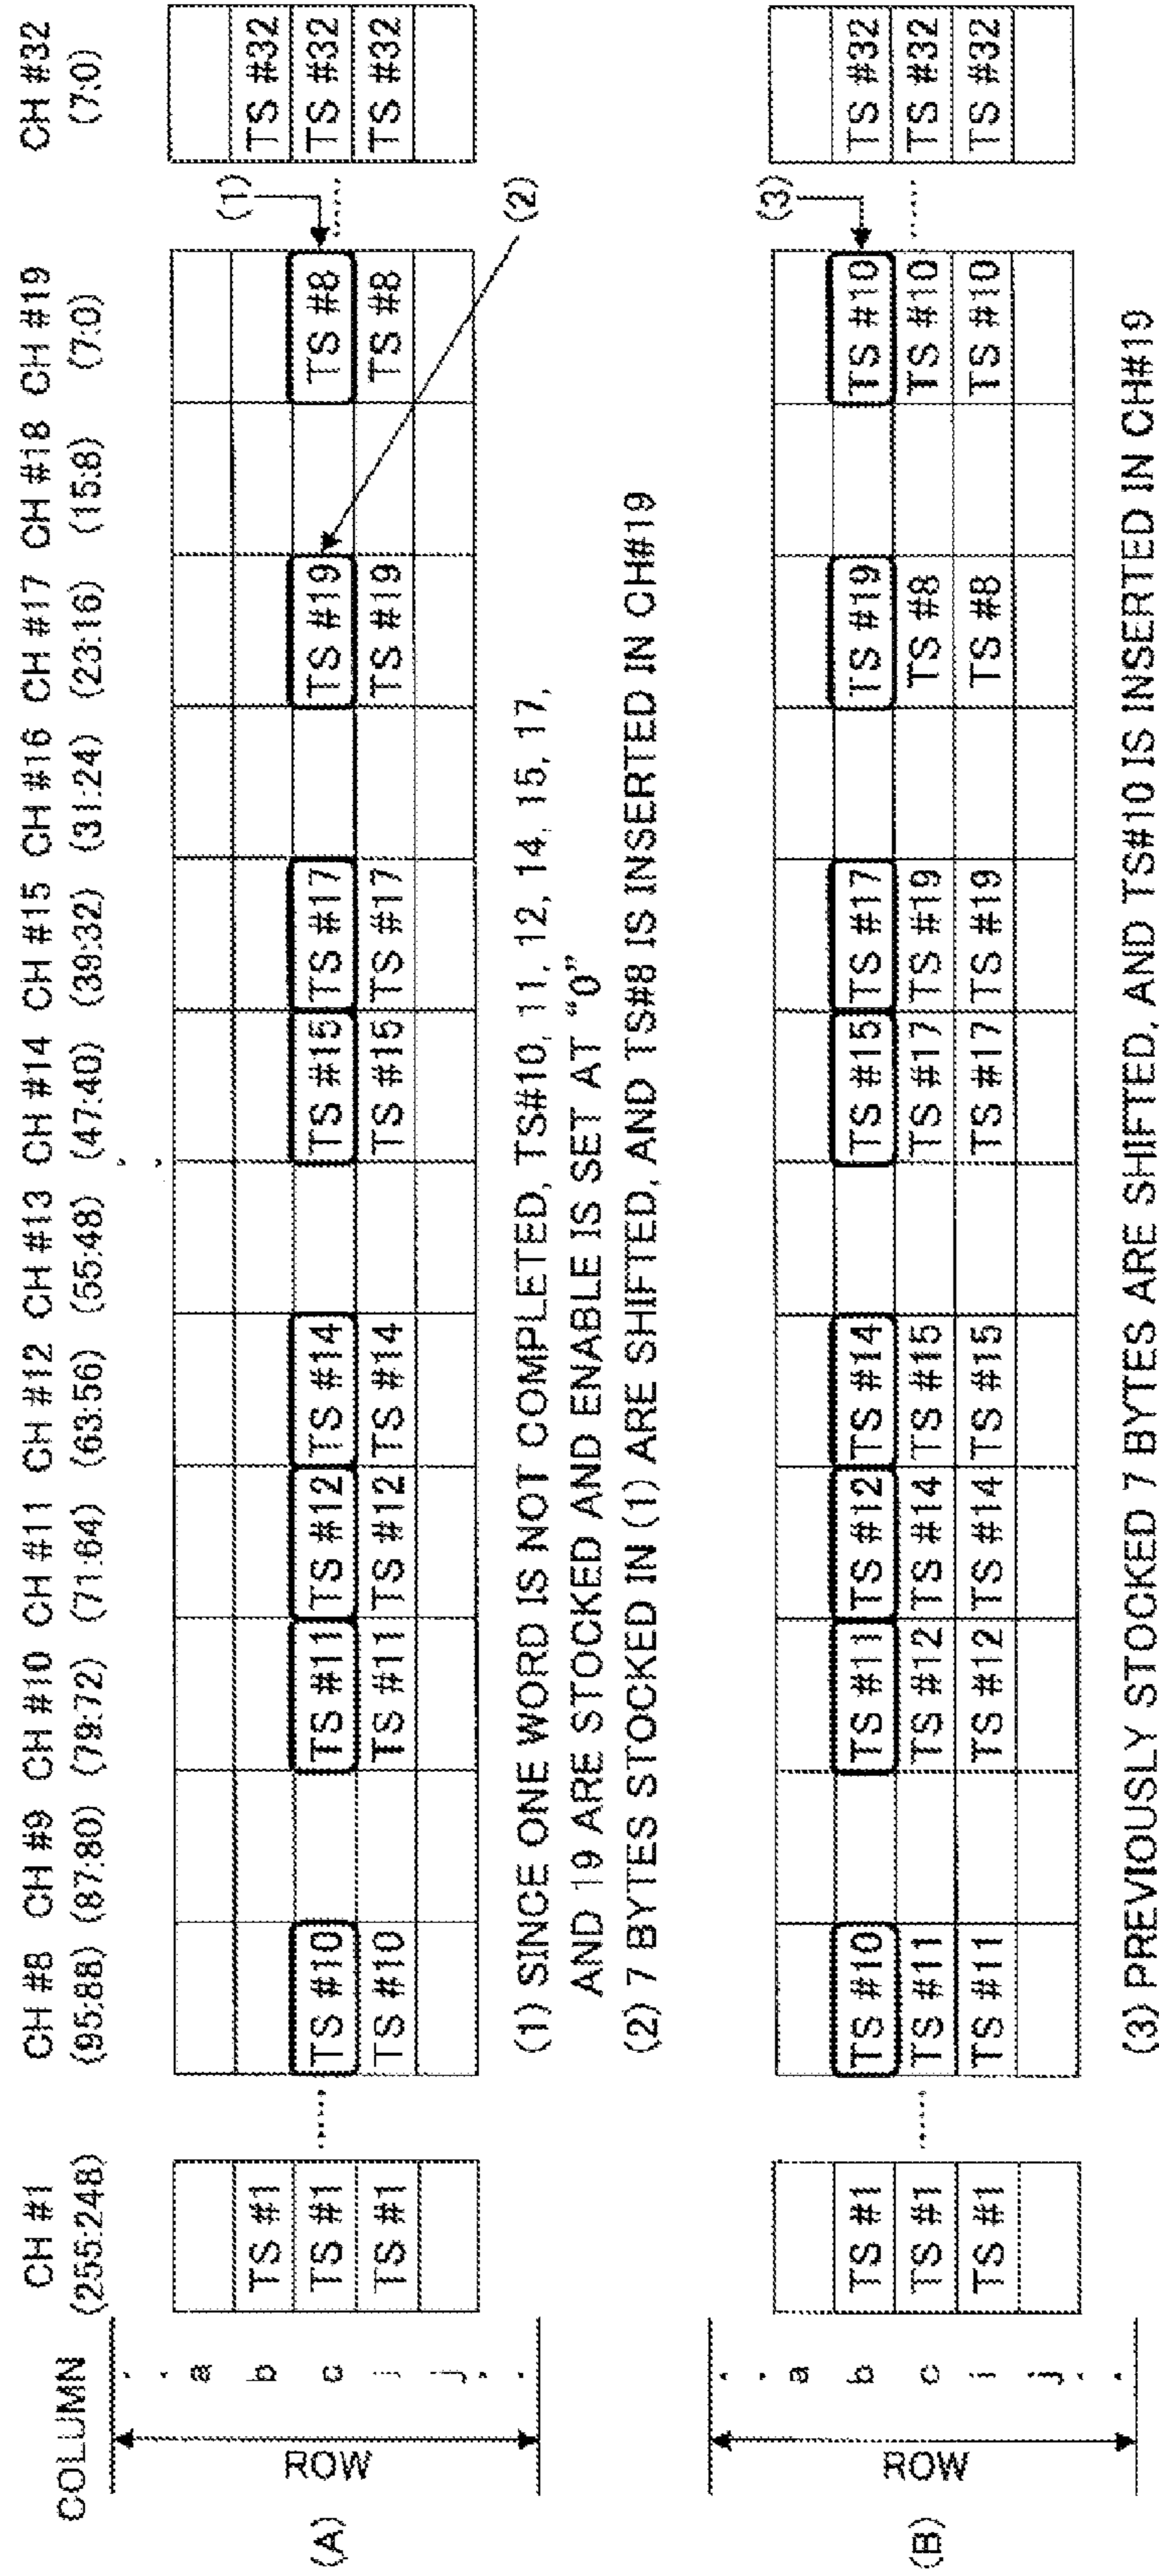 COLUMN
CH #1 CH #8 CH #9 CH #10 CH #11 CH #12 CH #13 CH #14 CH #15 CH #16 CH #17 CH #18 CH #19 CH #32
(255:248) (95:88) (87:80) (79:72) (71:64) (63:56) (55:48) (47:40) (39:32) (31:24) (23:16) (15:8) (7:0) (7:0)
(A)
ROW
a
b TS #1 TS #32
(1)
c TS #1 TS #10 TS #11 TS #12 TS #14 TS #15 TS #17 TS #19 TS #8 TS #32
i TS #1 TS #10 TS #11 TS #12 TS #14 TS #15 TS #17 TS #19 TS #8 TS #32
j
(2)
(1) SINCE ONE WORD IS NOT COMPLETED, TS#10, 11, 12, 14, 15, 17,
AND 19 ARE STOCKED AND ENABLE IS SET AT “0”
(2) 7 BYTES STOCKED IN (1) ARE SHIFTED, AND TS#8 IS INSERTED IN CH#19
(B)
ROW
a
(3)
b TS #1 TS #10 TS #11 TS #12 TS #14 TS #15 TS #17 TS #19 TS #10 TS #32
c TS #1 TS #11 TS #12 TS #14 TS #15 TS #17 TS #19 TS #8 TS #10 TS #32
i TS #1 TS #11 TS #12 TS #14 TS #15 TS #17 TS #19 TS #8 TS #10 TS #32
j
(3) PREVIOUSLY STOCKED 7 BYTES ARE SHIFTED, AND TS#10 IS INSERTED IN CH#19